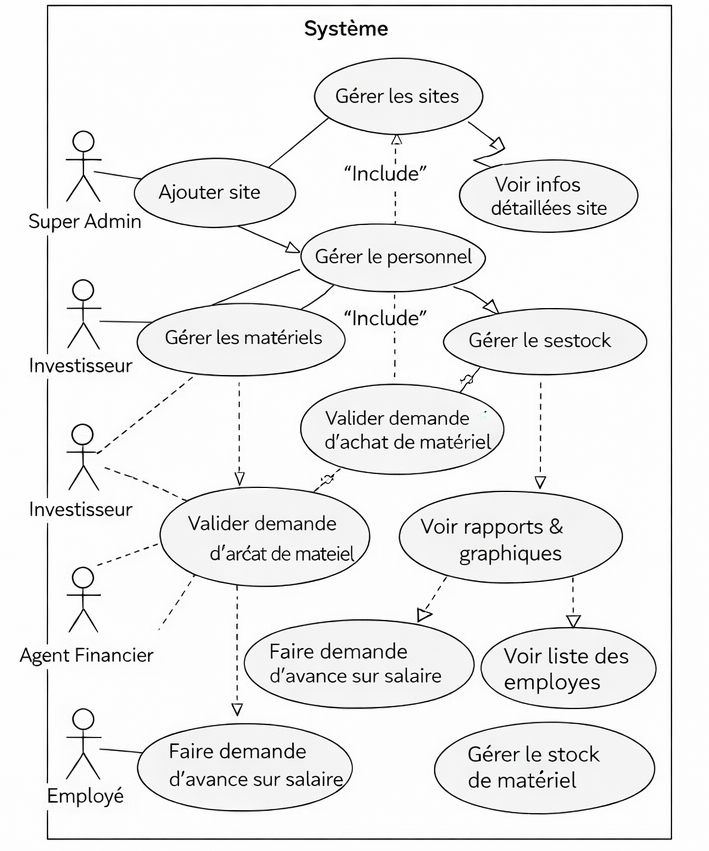 Système
Gérer les sites
"Include"
Ajouter site
Voir infos
détaillées site
Super Admin
Gérer le personnel
"Include"
Gérer les matériels
Gérer le sestock
Investisseur
Valider demande
d'achat de matériel
Investisseur
Valider demande
d'arćat de mateiel
Voir rapports &
graphiques
Agent Financier
Faire demande
d'avance sur salaire
Voir liste des
employes
Faire demande
d'avance sur salaire
Gérer le stock
de matériel
Employé